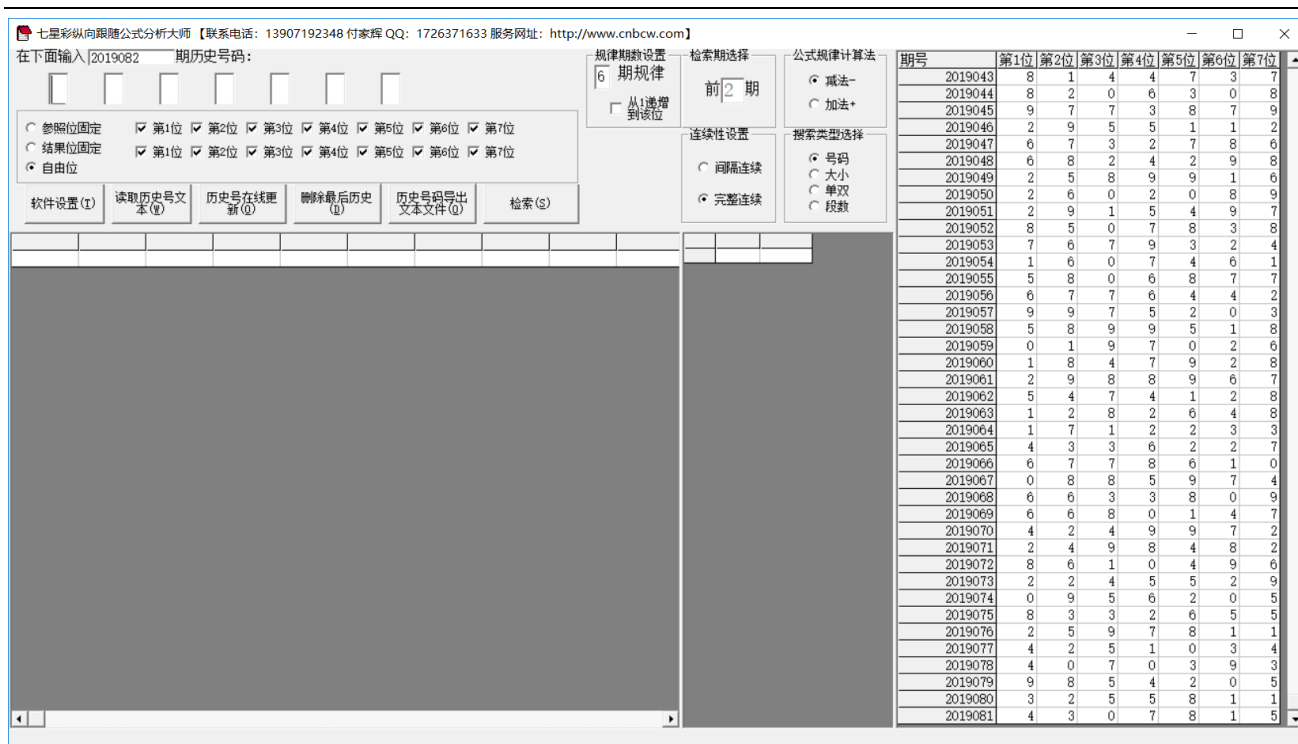 七星彩纵向跟随公式分析大师 【联系电话：13907192348 付家辉 QQ：1726371633 服务网址：http://www.cnbcw.com】
在下面输入 2019082 期历史号码：
参照位固定 第1位 第2位 第3位 第4位 第5位 第6位 第7位
结果位固定 第1位 第2位 第3位 第4位 第5位 第6位 第7位
自由位
软件设置(I) 读取历史号文本(W) 历史号在线更新(Q) 删除最后历史(D) 历史号码导出文本文件(Q) 检索(S)
规律期数设置
6 期规律
从1递增到该位
检索期选择
前 2 期
公式规律计算法
减法-
加法+
连续性设置
间隔连续
完整连续
搜索类型选择
号码
大小
单双
段数
期号 第1位 第2位 第3位 第4位 第5位 第6位 第7位
2019043 8 1 4 4 7 3 7
2019044 8 2 0 6 3 0 8
2019045 9 7 7 3 8 7 9
2019046 2 9 5 5 1 1 2
2019047 6 7 3 2 7 8 6
2019048 6 8 2 4 2 9 8
2019049 2 5 8 9 9 1 6
2019050 2 6 0 2 0 8 9
2019051 2 9 1 5 4 9 7
2019052 8 5 0 7 8 3 8
2019053 7 6 7 9 3 2 4
2019054 1 6 0 7 4 6 1
2019055 5 8 0 6 8 7 7
2019056 6 7 7 6 4 4 2
2019057 9 9 7 5 2 0 3
2019058 5 8 9 9 5 1 8
2019059 0 1 9 7 0 2 6
2019060 1 8 4 7 9 2 8
2019061 2 9 8 8 9 6 7
2019062 5 4 7 4 1 2 8
2019063 1 2 8 2 6 4 8
2019064 1 7 1 2 2 3 3
2019065 4 3 3 6 2 2 7
2019066 6 7 7 8 6 1 0
2019067 0 8 8 5 9 7 4
2019068 6 6 3 3 8 0 9
2019069 6 6 8 0 1 4 7
2019070 4 2 4 9 9 7 2
2019071 2 4 9 8 4 8 2
2019072 8 6 1 0 4 9 6
2019073 2 2 4 5 5 2 9
2019074 0 9 5 6 2 0 5
2019075 8 3 3 2 6 5 5
2019076 2 5 9 7 8 1 1
2019077 4 2 5 1 0 3 4
2019078 4 0 7 0 3 9 3
2019079 9 8 5 4 2 0 5
2019080 3 2 5 5 8 1 1
2019081 4 3 0 7 8 1 5